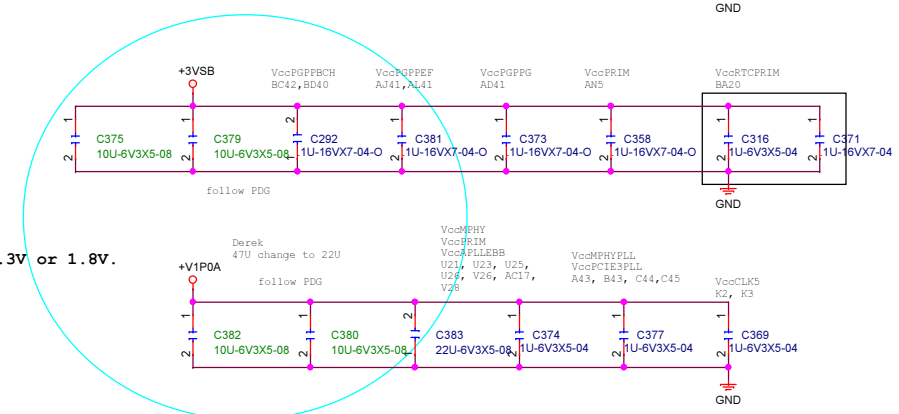 GND
+3VSB
VccPGPPBCH
BC42,BD40
VccPGPPEF
AJ41,AL41
VccPGPPG
AD41
VccPRIM
AN5
VccRTCPRIM
BA20
1 1 2 1 1 1 1 1
C375 C379 C292 C381 C373 C358 C316 C371
10U-6V3X5-08 10U-6V3X5-08 1U-16VX7-04-O 1U-16VX7-04-O 1U-16VX7-04-O 1U-16VX7-04-O 1U-6V3X5-04 1U-16VX7-04
2 2 1 2 2 2 2 2
follow PDG
GND
.3V or 1.8V.
Derek
47U change to 22U
follow PDG
+V1P0A
VccMPHY
VccPRIM
VccAPLLEBB
U21, U23, U25,
U26, V26, AC17,
V28
VccMPHYPLL
VccPCIE3PLL
A43, B43, C44,C45
VccCLK5
K2, K3
1 1 2 1 1 1
C382 C380 C383 C374 C377 C369
10U-6V3X5-08 10U-6V3X5-08 22U-6V3X5-08 1U-6V3X5-04 1U-6V3X5-04 1U-6V3X5-04
2 2 1 2 2 2
GND